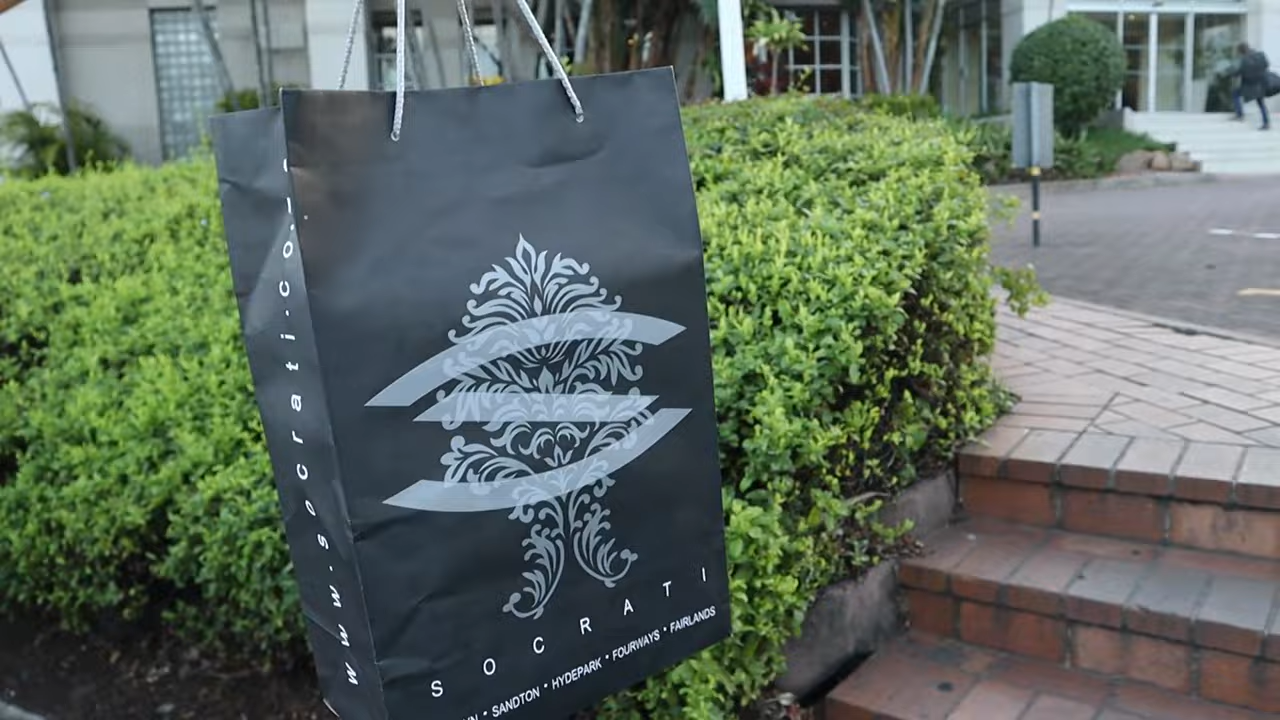 www.socrati.co.
SOCRATI
• SANDTON • HYDEPARK • FOURWAYS • FAIRLANDS